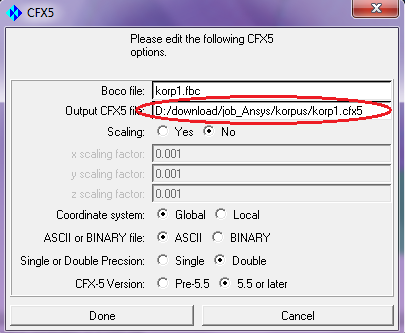 CFX5
Please edit the following CFX5
options.
Boco file: korp1.fbc
Output CFX5 file: D:/download/job_Ansys/korpus/korp1.cfx5
Scaling: Yes No
x scaling factor: 0.001
y scaling factor: 0.001
z scaling factor: 0.001
Coordinate system: Global Local
ASCII or BINARY file: ASCII BINARY
Single or Double Precsion: Single Double
CFX-5 Version: Pre-5.5 5.5 or later
Done Cancel